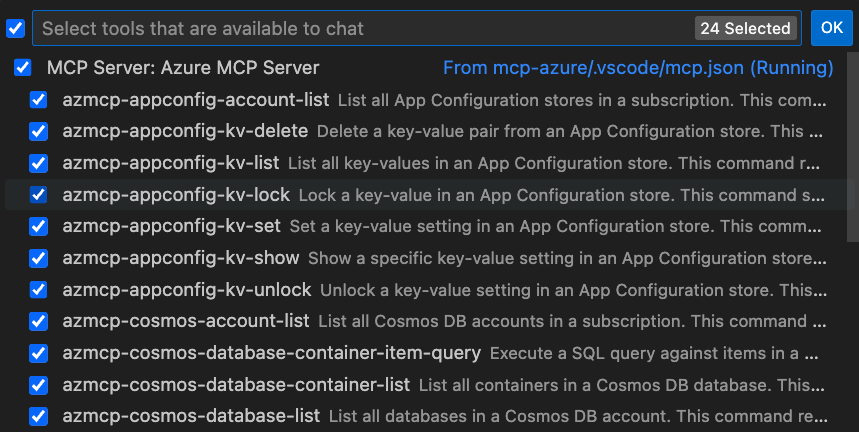 Select tools that are available to chat 24 Selected OK
MCP Server: Azure MCP Server From mcp-azure/.vscode/mcp.json (Running)
azmcp-appconfig-account-list List all App Configuration stores in a subscription. This com...
azmcp-appconfig-kv-delete Delete a key-value pair from an App Configuration store. This ...
azmcp-appconfig-kv-list List all key-values in an App Configuration store. This command r...
azmcp-appconfig-kv-lock Lock a key-value in an App Configuration store. This command s...
azmcp-appconfig-kv-set Set a key-value setting in an App Configuration store. This comm...
azmcp-appconfig-kv-show Show a specific key-value setting in an App Configuration store...
azmcp-appconfig-kv-unlock Unlock a key-value setting in an App Configuration store. This...
azmcp-cosmos-account-list List all Cosmos DB accounts in a subscription. This command ...
azmcp-cosmos-database-container-item-query Execute a SQL query against items in a ...
azmcp-cosmos-database-container-list List all containers in a Cosmos DB database. This...
azmcp-cosmos-database-list List all databases in a Cosmos DB account. This command re...